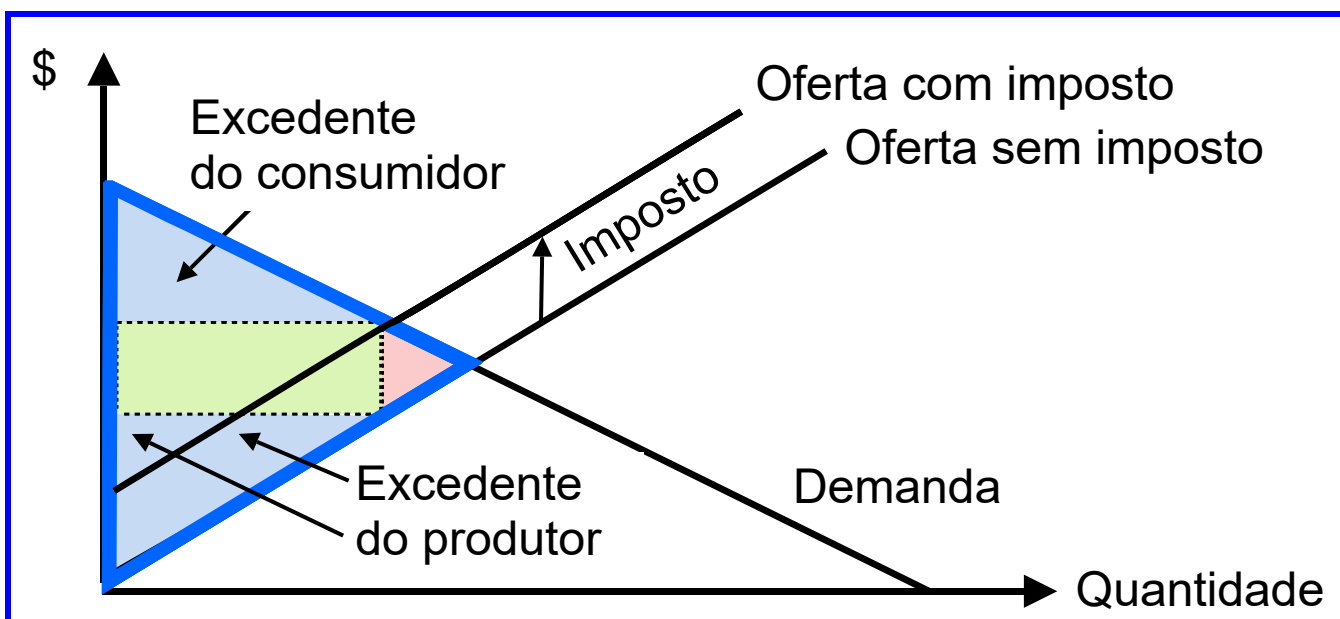 $
Excedente
do consumidor
Oferta com imposto
Oferta sem imposto
Imposto
Excedente
do produtor
Demanda
Quantidade